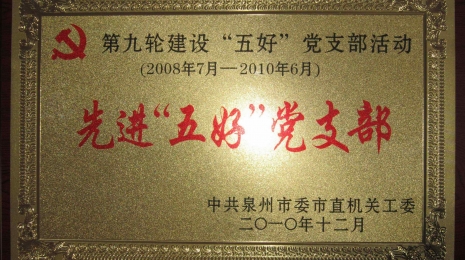 第九轮建设“五好”党支部活动
(2008年7月—2010年6月)
先进“五好”党支部
中共泉州市委市直机关工委
二〇一〇年十二月